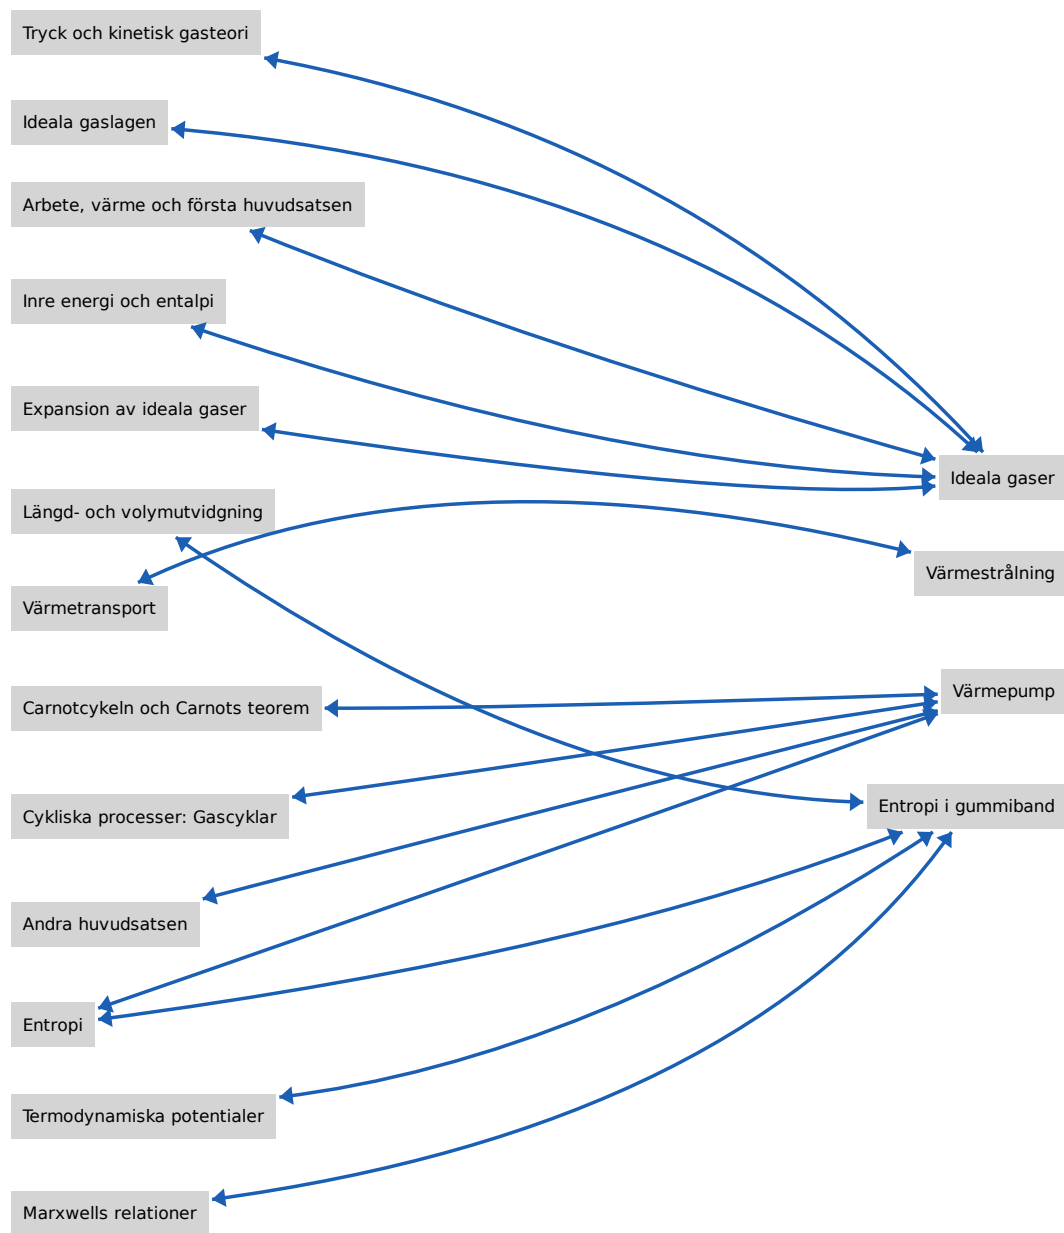 Tryck och kinetisk gasteori
Ideala gaslagen
Arbete, värme och första huvudsatsen
Inre energi och entalpi
Expansion av ideala gaser
Längd- och volymutvidgning
Värmetransport
Carnotcykeln och Carnots teorem
Cykliska processer: Gascyklar
Andra huvudsatsen
Entropi
Termodynamiska potentialer
Marxwells relationer
Ideala gaser
Värmestrålning
Värmepump
Entropi i gummiband